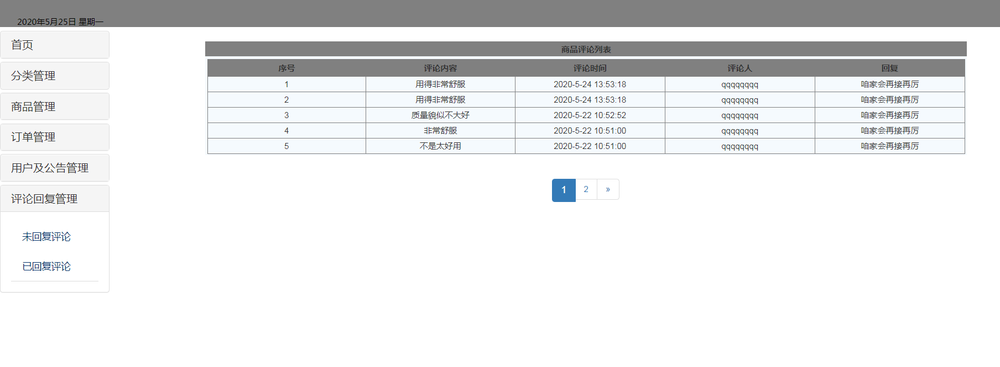 2020年5月25日 星期一
首页
分类管理
商品管理
订单管理
用户及公告管理
评论回复管理
未回复评论
已回复评论
商品评论列表
序号 评论内容 评论时间 评论人 回复
1 用得非常舒服 2020-5-24 13:53:18 qqqqqqqq 咱家会再接再厉
2 用得非常舒服 2020-5-24 13:53:18 qqqqqqqq 咱家会再接再厉
3 质量貌似不大好 2020-5-22 10:52:52 qqqqqqqq 咱家会再接再厉
4 非常舒服 2020-5-22 10:51:00 qqqqqqqq 咱家会再接再厉
5 不是太好用 2020-5-22 10:51:00 qqqqqqqq 咱家会再接再厉
1 2 »